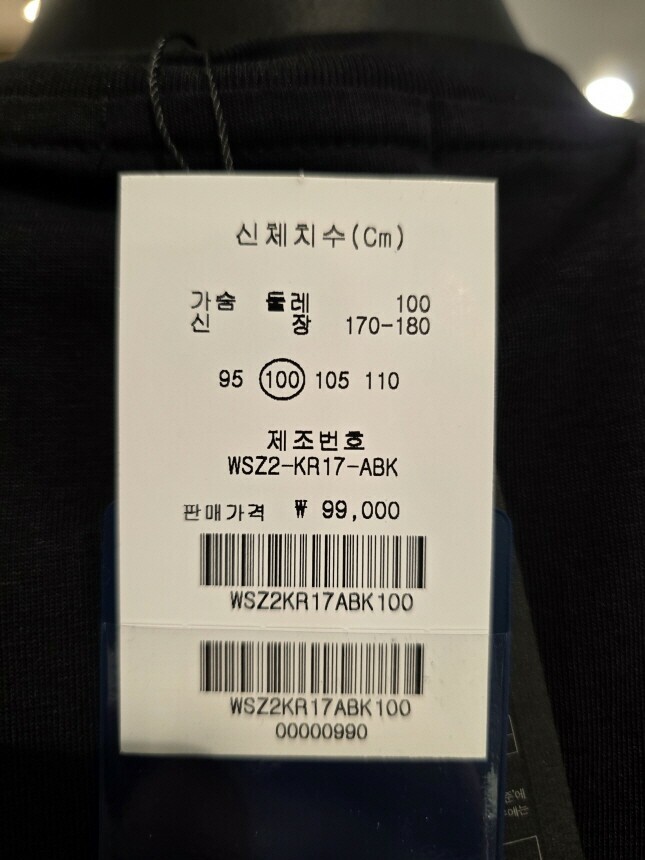 신체치수(Cm)
가슴 둘레 100
신 장 170-180
95 100 105 110
제조번호
WSZ2-KR17-ABK
판매가격 ₩ 99,000
WSZ2KR17ABK100
WSZ2KR17ABK100
00000990